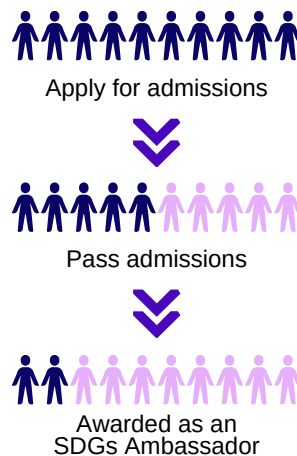 Apply for admissions
Pass admissions
Awarded as an
SDGs Ambassador